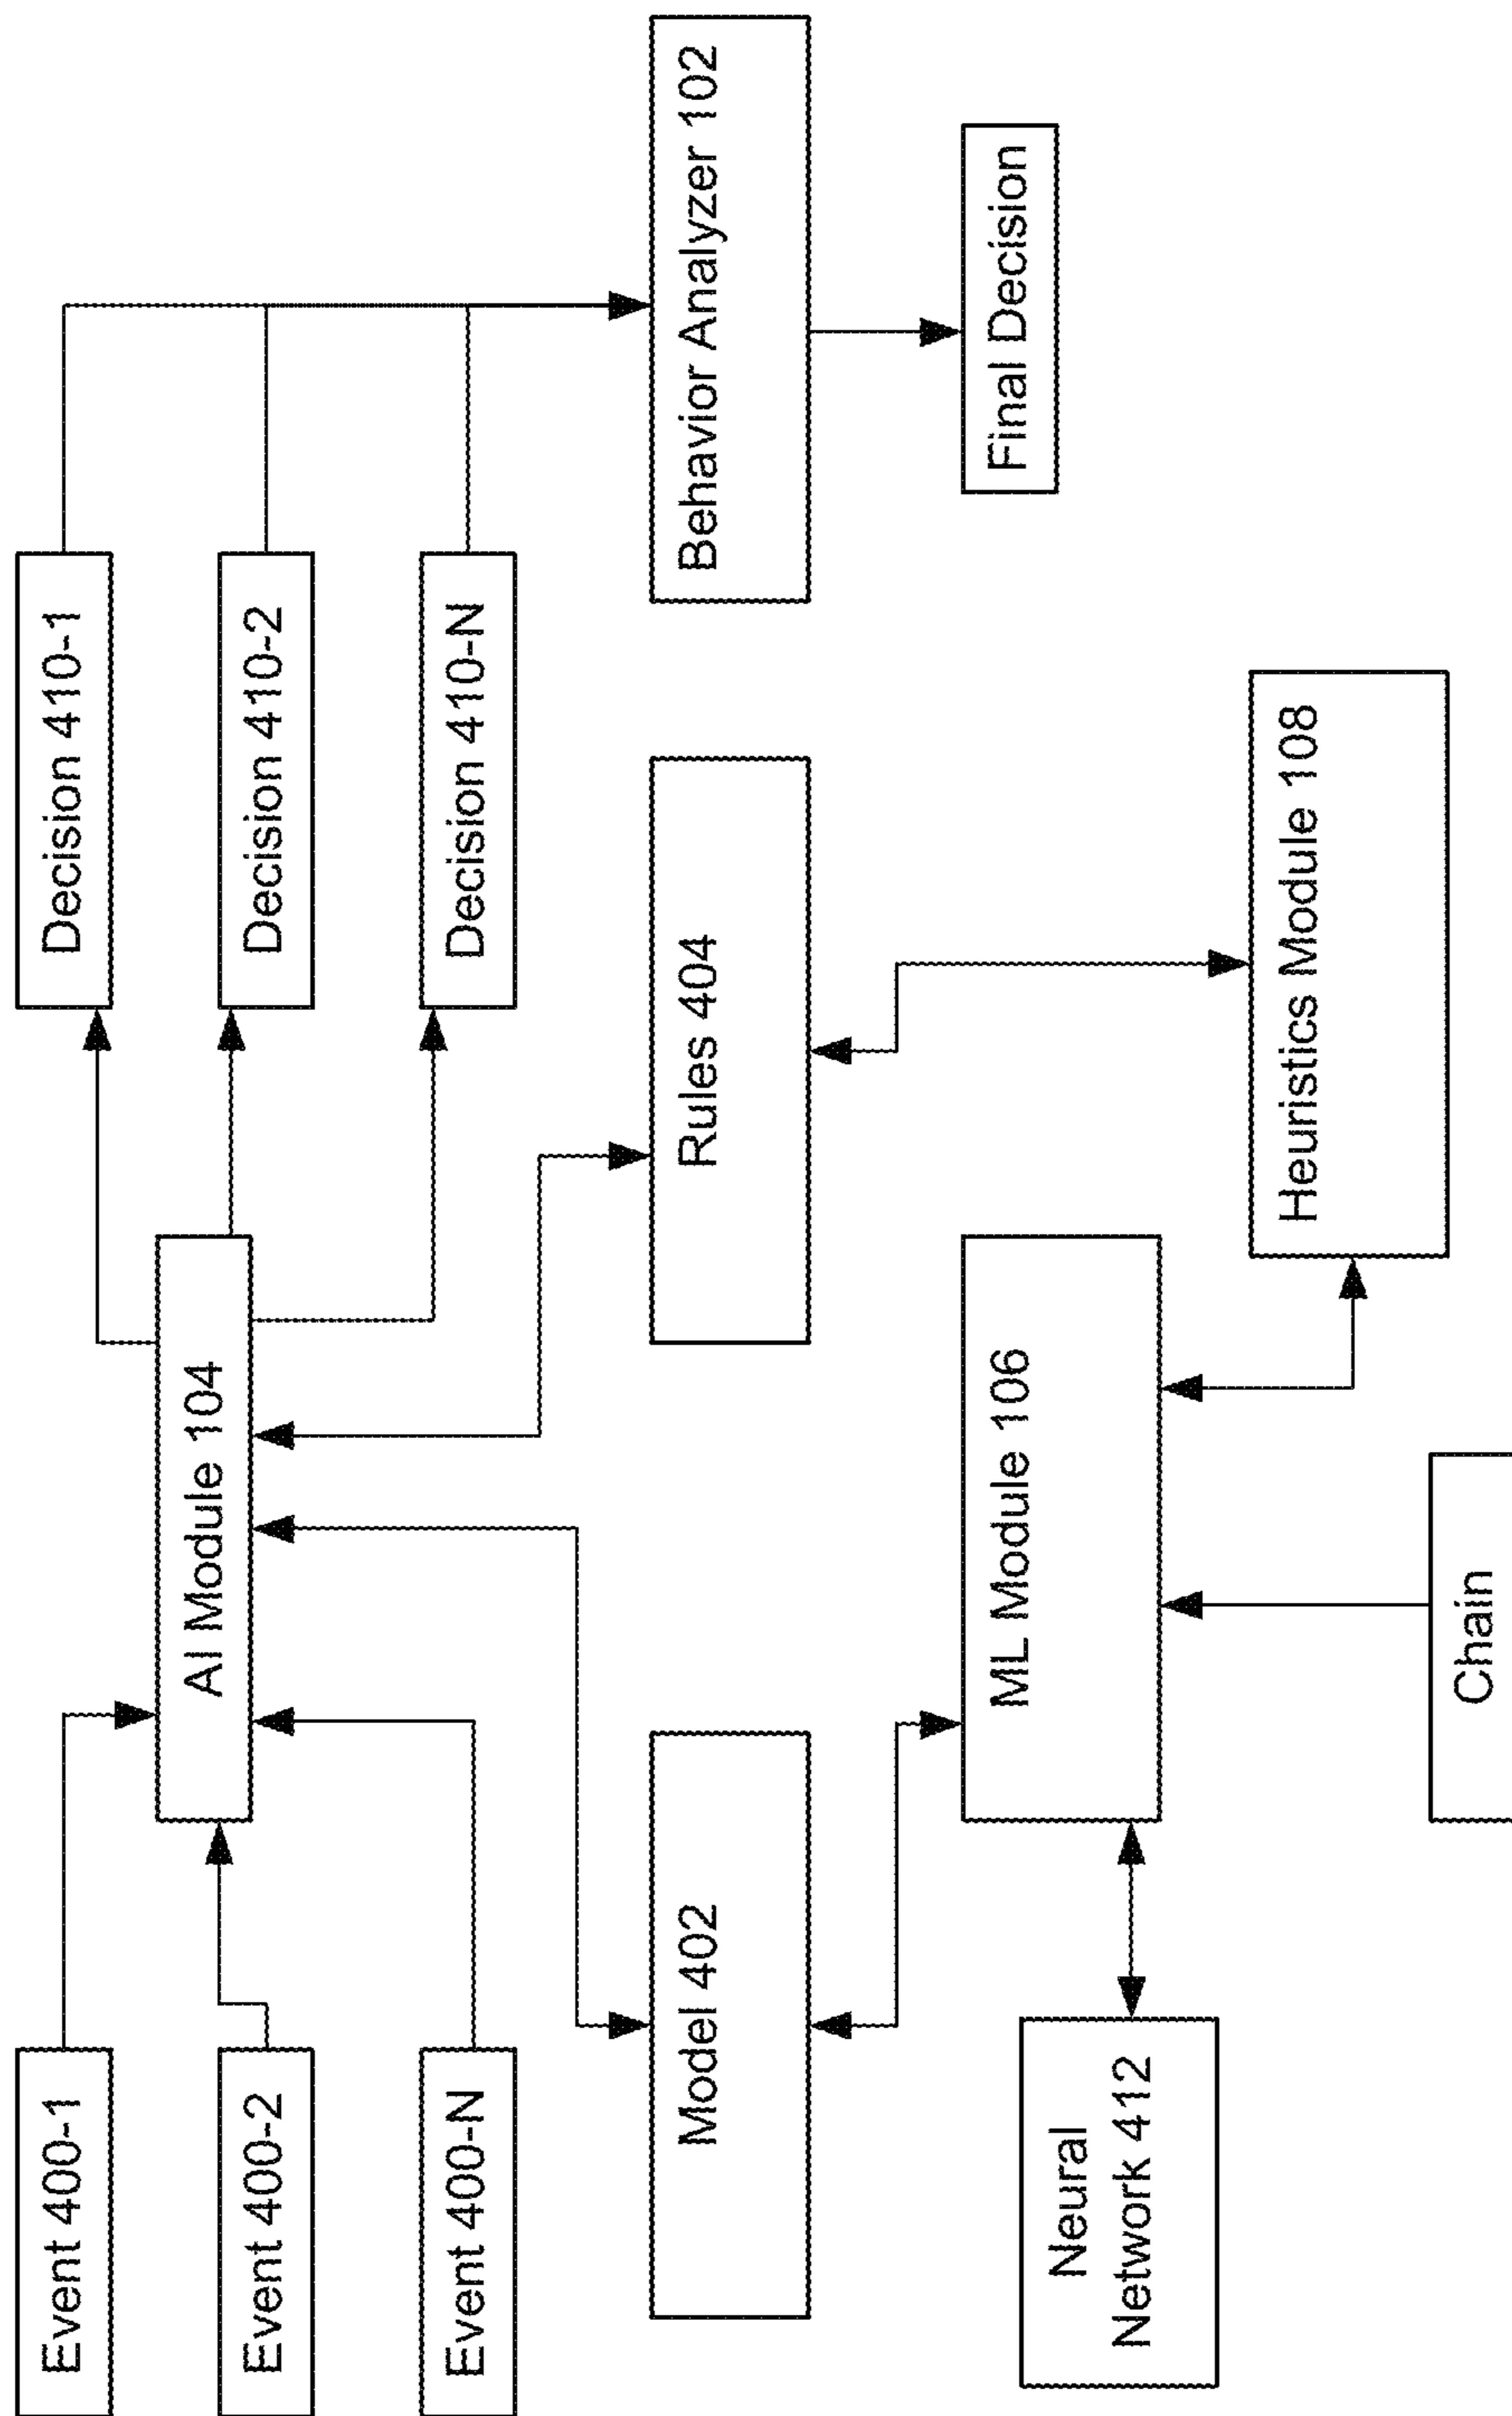 Event 400-1
Event 400-2
Event 400-N
AI Module 104
Decision 410-1
Decision 410-2
Decision 410-N
Model 402
Rules 404
Behavior Analyzer 102
Neural
Network 412
ML Module 106
Final Decision
Heuristics Module 108
Chain